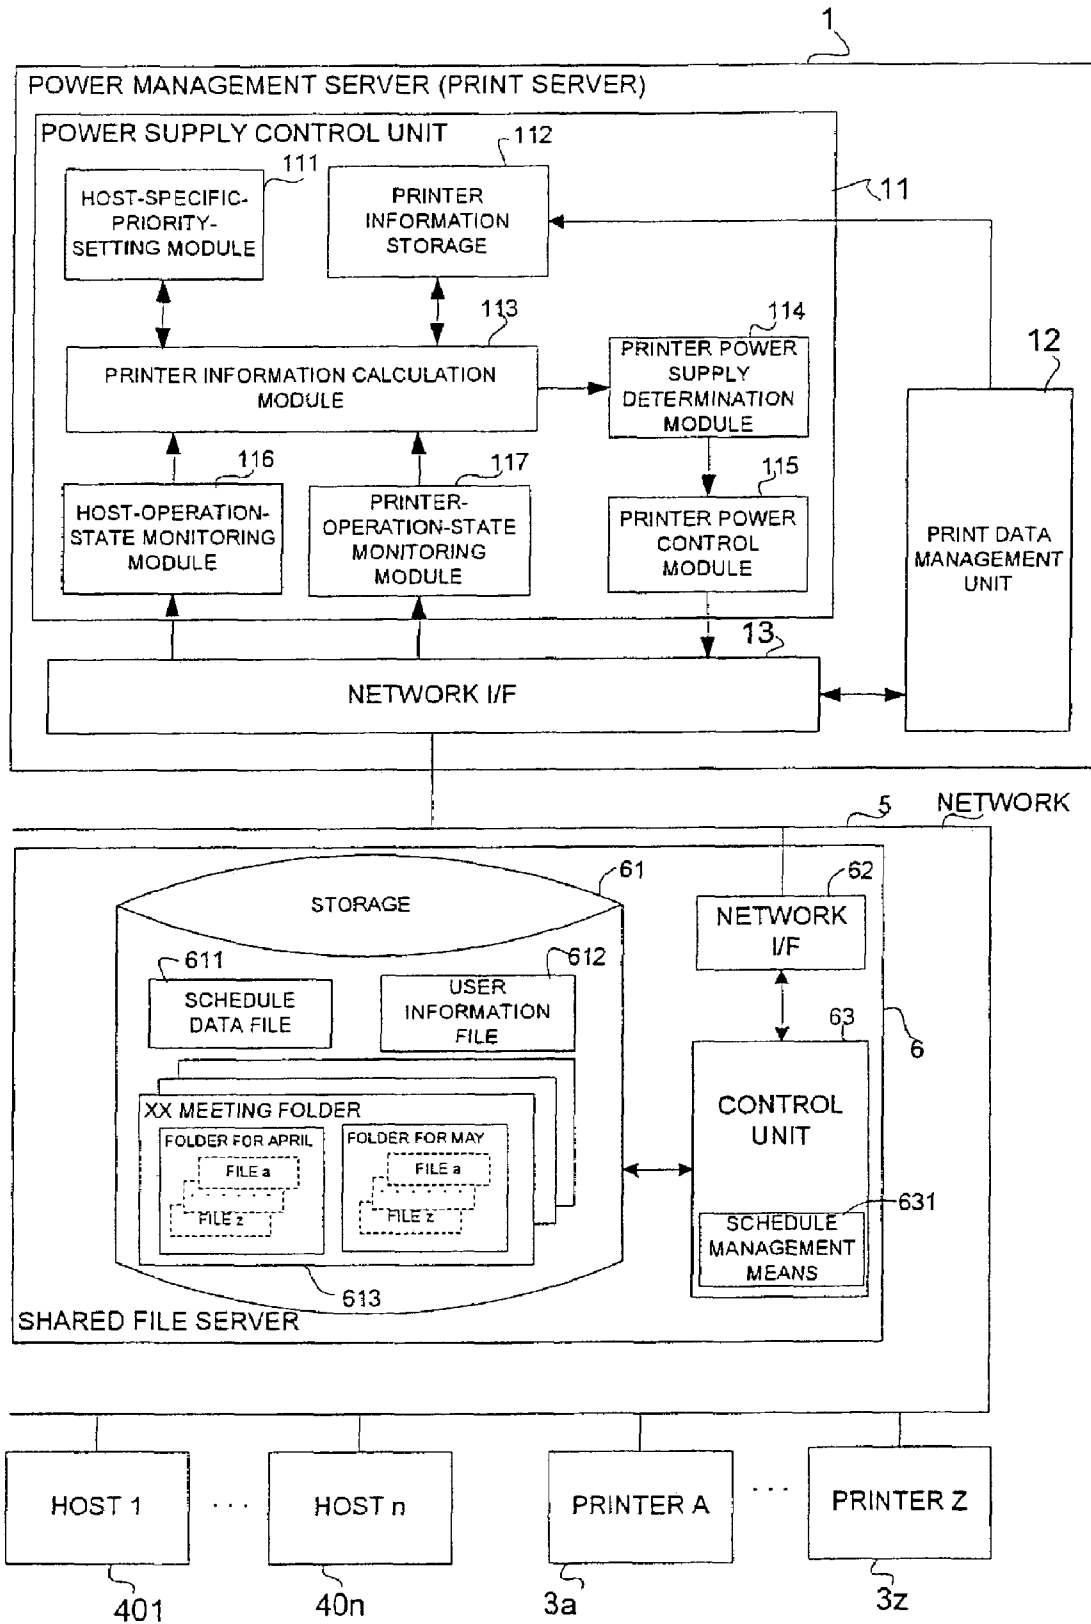 1
POWER MANAGEMENT SERVER (PRINT SERVER)
POWER SUPPLY CONTROL UNIT
111
112
11
HOST-SPECIFIC-
PRIORITY-
SETTING MODULE
PRINTER
INFORMATION
STORAGE
113
PRINTER INFORMATION CALCULATION
MODULE
114
PRINTER POWER
SUPPLY
DETERMINATION
MODULE
12
PRINT DATA
MANAGEMENT
UNIT
116
HOST-OPERATION-
STATE MONITORING
MODULE
117
PRINTER-
OPERATION-STATE
MONITORING
MODULE
115
PRINTER POWER
CONTROL
MODULE
13
NETWORK I/F
5
NETWORK
61
STORAGE
62
NETWORK
I/F
611
SCHEDULE
DATA FILE
612
USER
INFORMATION
FILE
63
6
CONTROL
UNIT
XX MEETING FOLDER
FOLDER FOR APRIL
FILE a
. . . .
FILE z
FOLDER FOR MAY
FILE a
. . . .
FILE z
613
631
SCHEDULE
MANAGEMENT
MEANS
SHARED FILE SERVER
HOST 1
. . .
HOST n
PRINTER A
. . .
PRINTER Z
401
40n
3a
3z